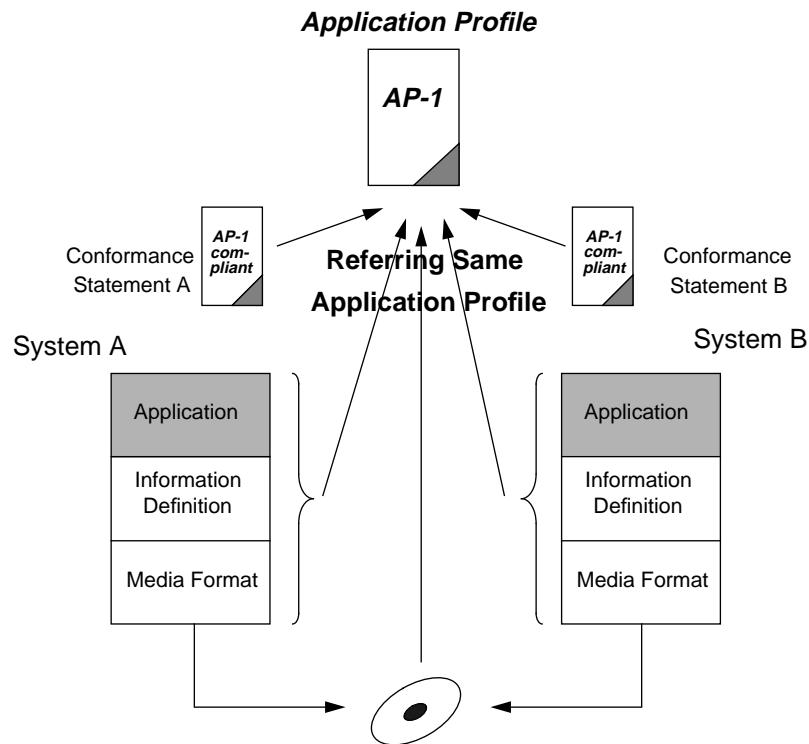 Application Profile
AP-1
AP-1
com-
pliant
Conformance
Statement A
Referring Same
Application Profile
AP-1
com-
pliant
Conformance
Statement B
System A
System B
Application
Information
Definition
Media Format
Application
Information
Definition
Media Format